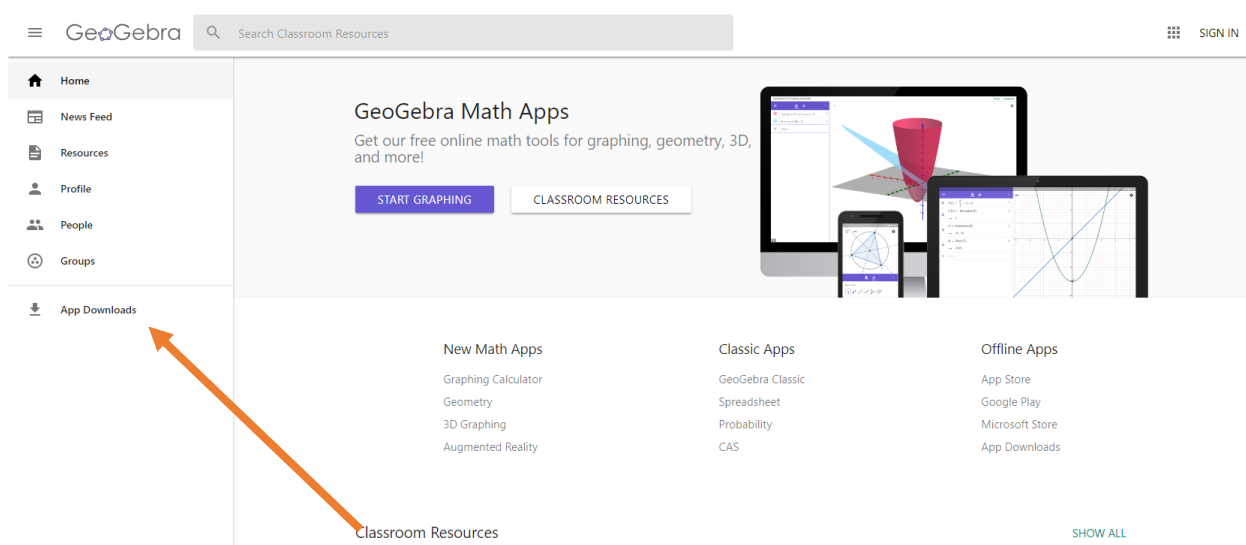 GeoGebra
Search Classroom Resources
SIGN IN
Home
News Feed
Resources
Profile
People
Groups
App Downloads
GeoGebra Math Apps
Get our free online math tools for graphing, geometry, 3D,
and more!
START GRAPHING
CLASSROOM RESOURCES
New Math Apps
Graphing Calculator
Geometry
3D Graphing
Augmented Reality
Classic Apps
GeoGebra Classic
Spreadsheet
Probability
CAS
Offline Apps
App Store
Google Play
Microsoft Store
App Downloads
Classroom Resources
SHOW ALL